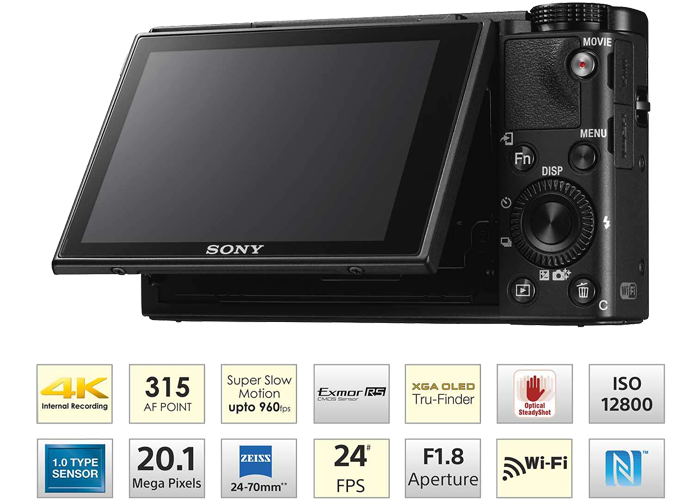 MOVIE
MENU
Fn
DISP
SONY
C
WiFi
4K
Internal Recording
315
AF POINT
Super Slow
Motion
upto 960fps
Exmor RS
CMOS Sensor
XGA OLED
Tru-Finder
Optical
SteadyShot
ISO
12800
1.0 TYPE
SENSOR
20.1
Mega Pixels
ZEISS
24-70mm**
24#
FPS
F1.8
Aperture
Wi-Fi
N™